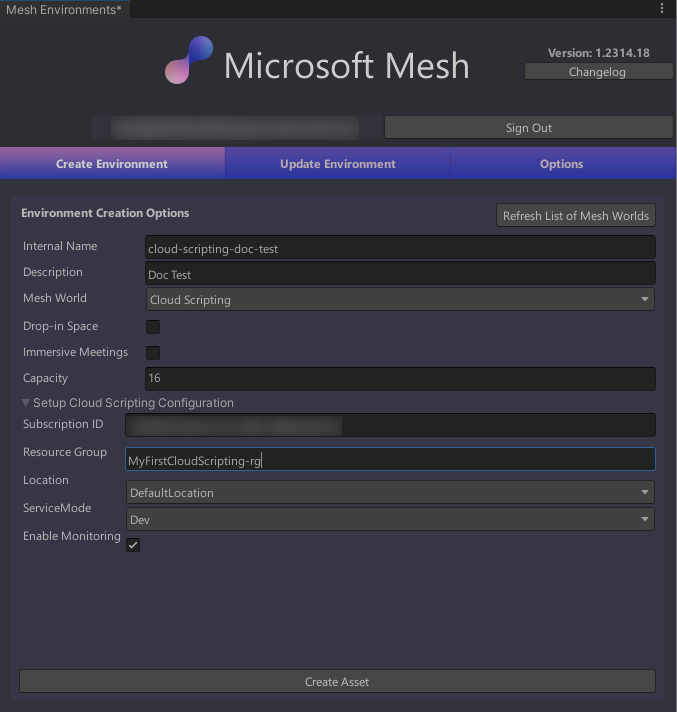 Mesh Environments*
Microsoft Mesh
Version: 1.2314.18
Changelog
Sign Out
Create Environment
Update Environment
Options
Environment Creation Options
Refresh List of Mesh Worlds
Internal Name
cloud-scripting-doc-test
Description
Doc Test
Mesh World
Cloud Scripting
Drop-in Space
Immersive Meetings
Capacity
16
Setup Cloud Scripting Configuration
Subscription ID
Resource Group
MyFirstCloudScripting-rg
Location
DefaultLocation
ServiceMode
Dev
Enable Monitoring
Create Asset